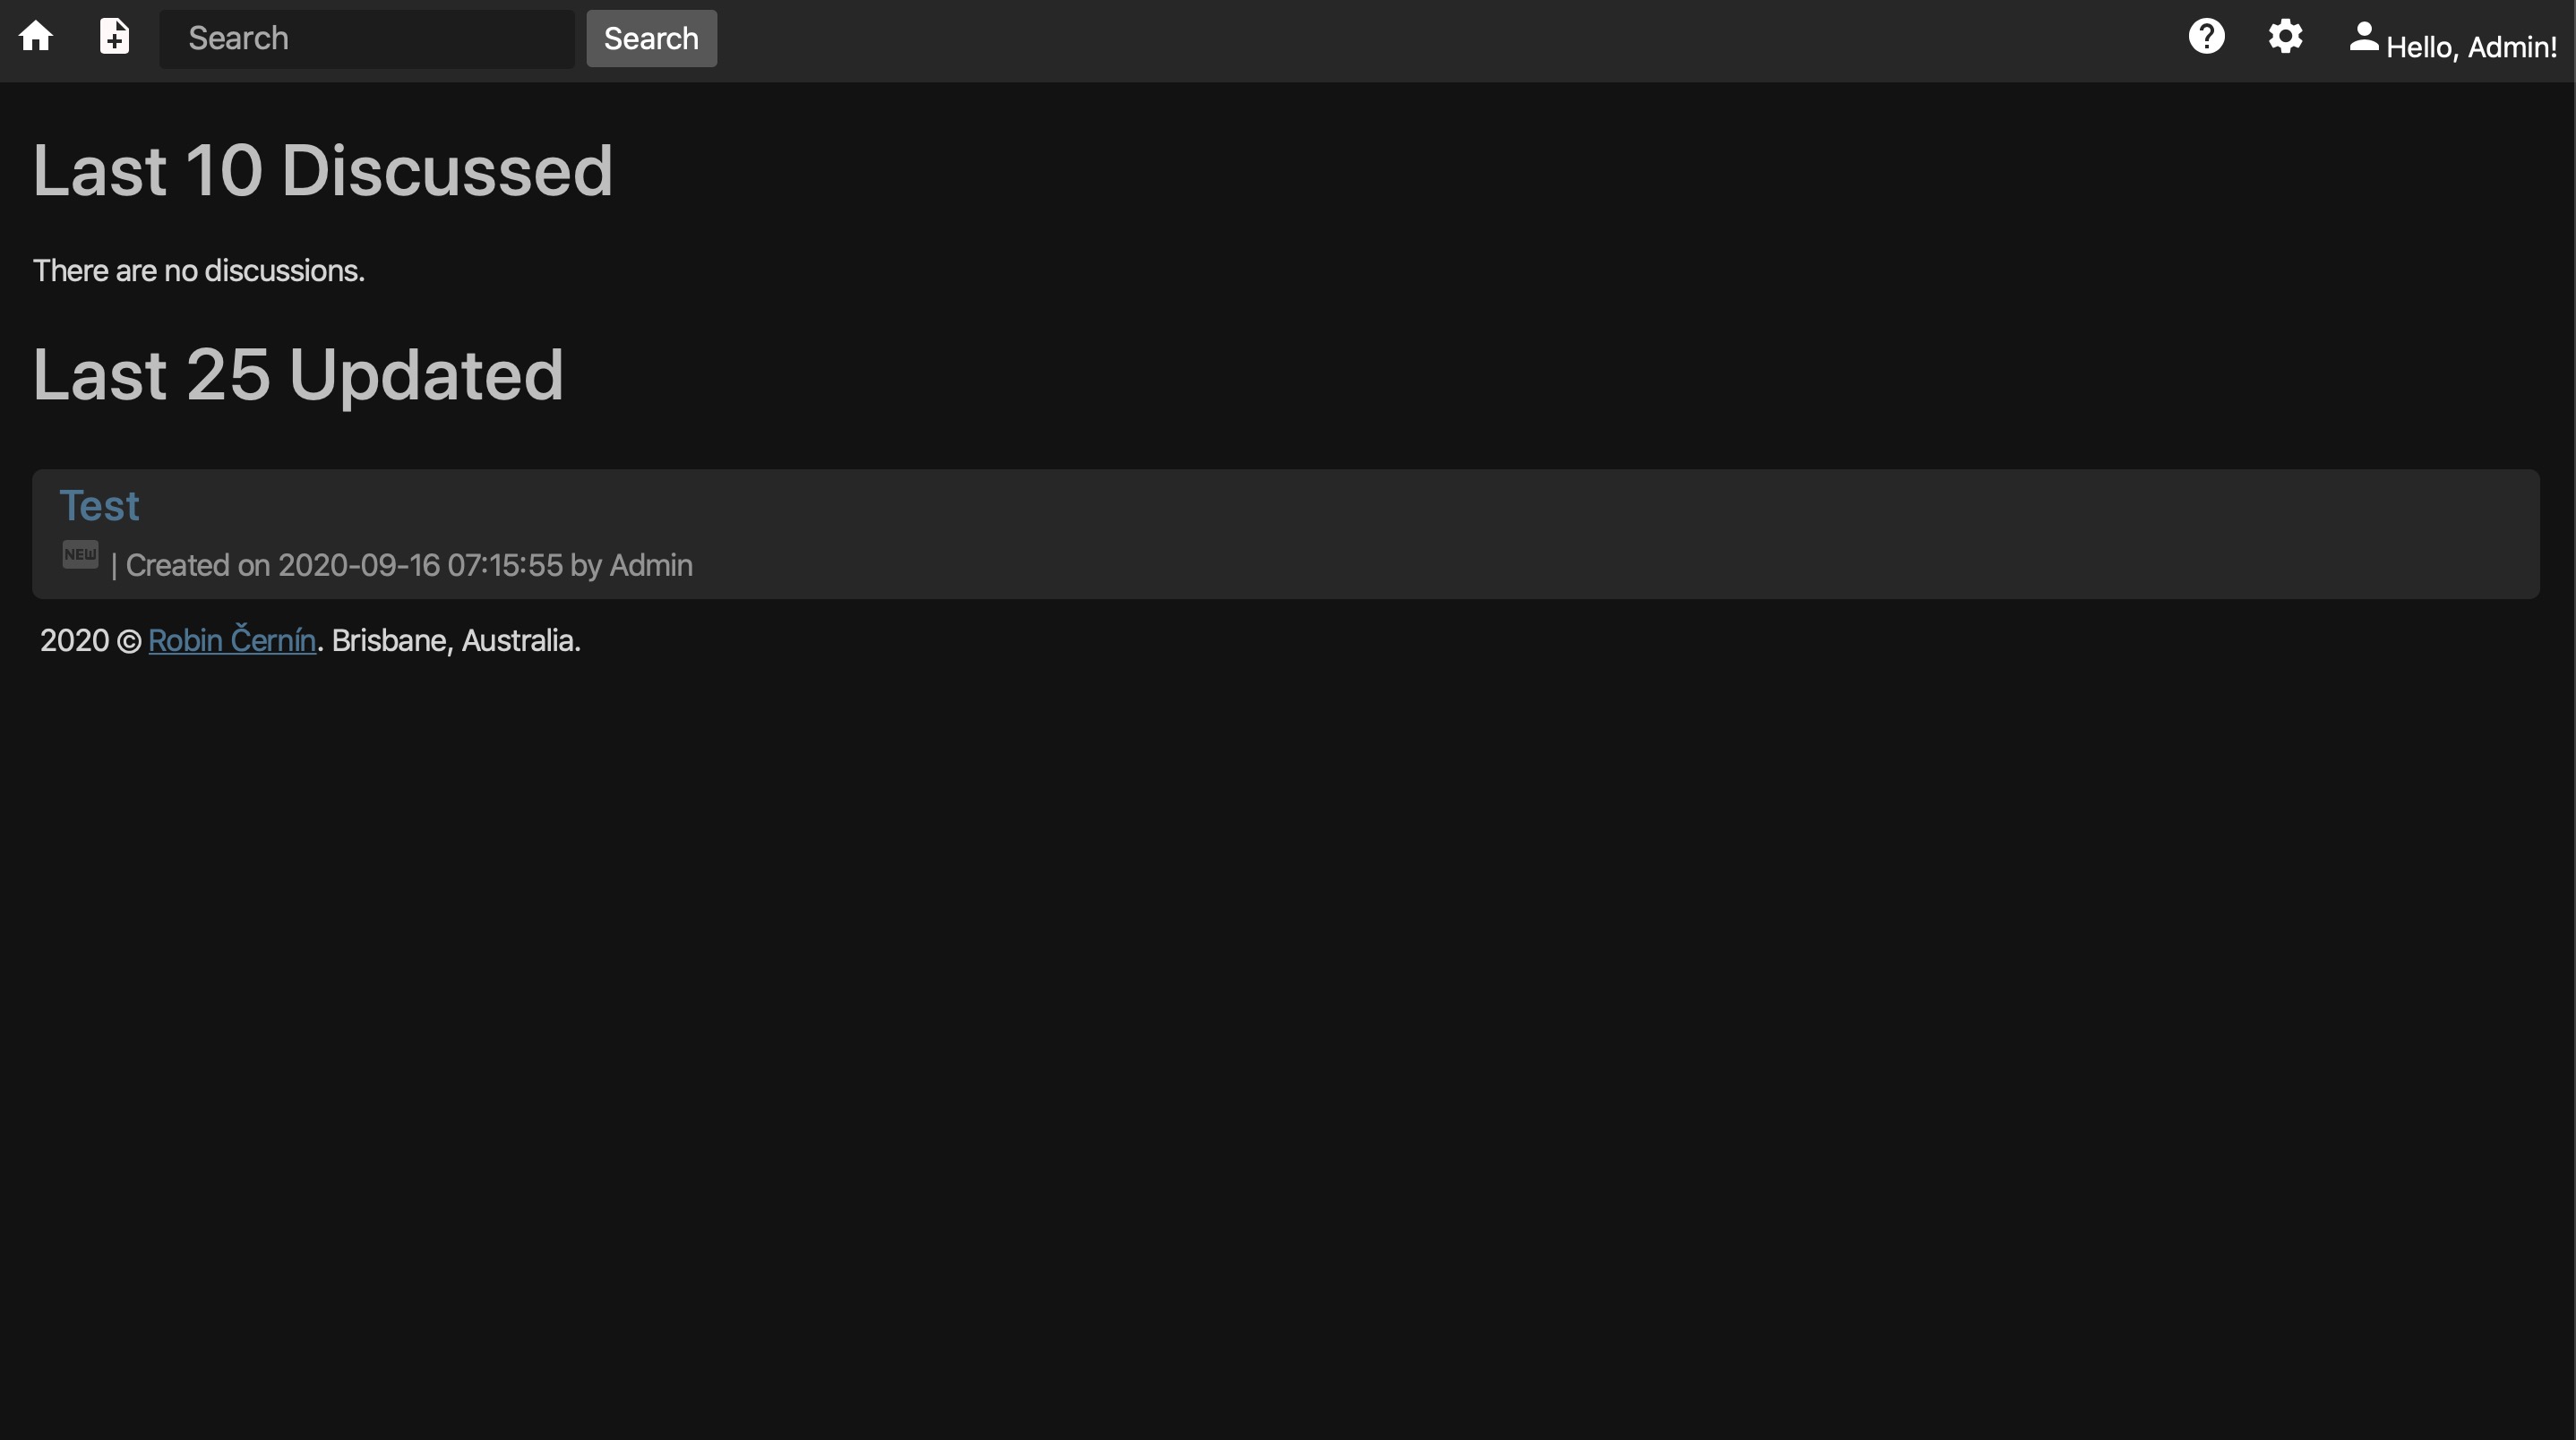 Search
Search
Hello, Admin!
Last 10 Discussed
There are no discussions.
Last 25 Updated
Test
NEW | Created on 2020-09-16 07:15:55 by Admin
2020 © Robin Černín. Brisbane, Australia.